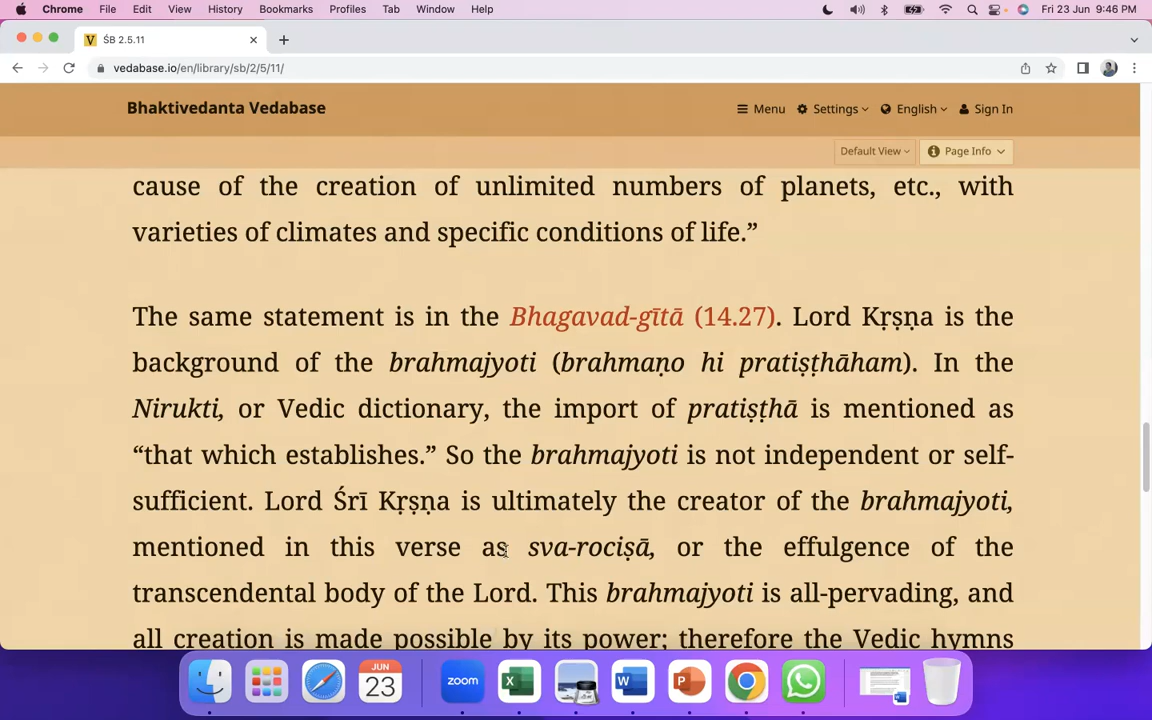 Chrome File Edit View History Bookmarks Profiles Tab Window Help Fri 23 Jun 9:46 PM
V ŚB 2.5.11
vedabase.io/en/library/sb/2/5/11/
Bhaktivedanta Vedabase Menu Settings English Sign In
Default View Page Info
cause of the creation of unlimited numbers of planets, etc., with
varieties of climates and specific conditions of life.”
The same statement is in the Bhagavad-gītā (14.27). Lord Kṛṣṇa is the
background of the brahmajyoti (brahmaṇo hi pratiṣṭhāham). In the
Nirukti, or Vedic dictionary, the import of pratiṣṭhā is mentioned as
“that which establishes.” So the brahmajyoti is not independent or self-
sufficient. Lord Śrī Kṛṣṇa is ultimately the creator of the brahmajyoti,
mentioned in this verse as sva-rociṣā, or the effulgence of the
transcendental body of the Lord. This brahmajyoti is all-pervading, and
all creation is made possible by its power; therefore the Vedic hymns
JUN
23
zoom
X
W
P